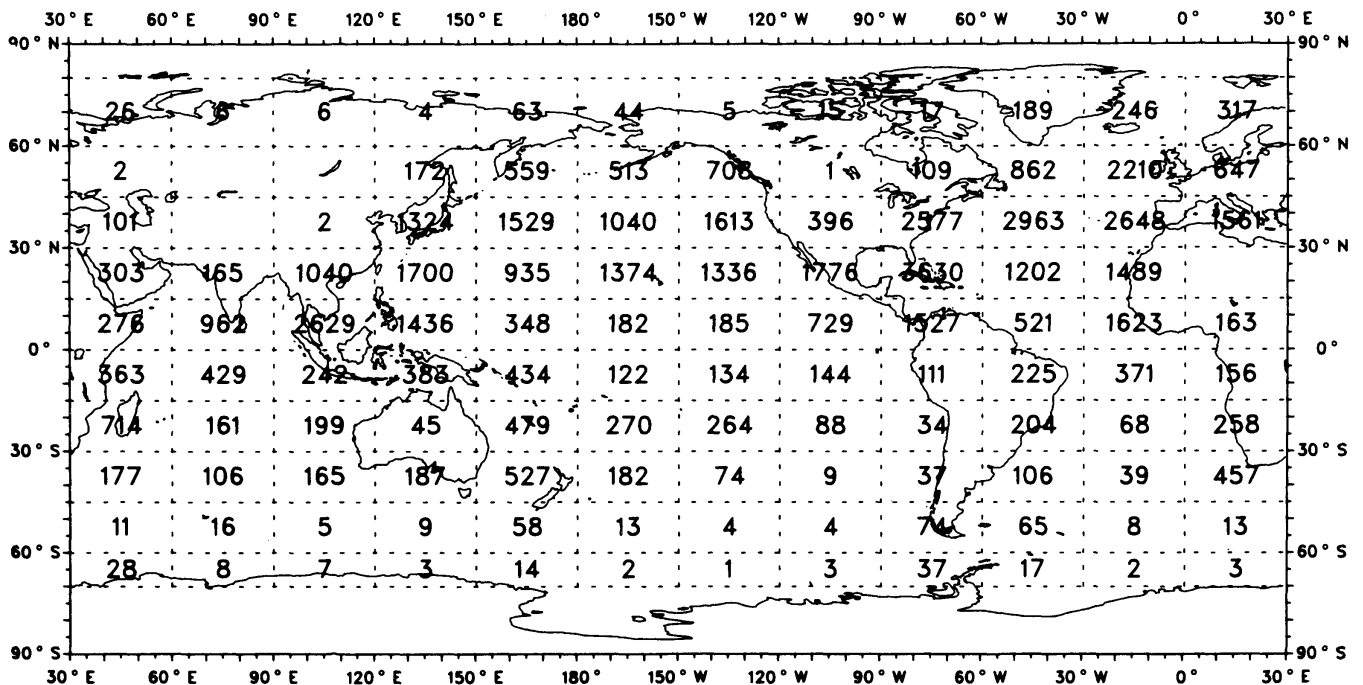 30° E 60° E 90° E 120° E 150° E 180° 150° W 120° W 90° W 60° W 30° W 0° 30° E
90° N 90° N
26 6 6 4 63 44 5 15 17 189 246 317
60° N 60° N
2 172 559 513 708 1 109 862 2210 647
101 2 1324 1529 1040 1613 396 2577 2963 2648 1561
30° N 30° N
303 165 1040 1700 935 1374 1336 1776 3630 1202 1489
276 962 2629 1436 348 182 185 729 1527 521 1623 163
0° 0°
363 429 242 383 434 122 134 144 111 225 371 156
714 161 199 45 479 270 264 88 34 204 68 258
30° S 30° S
177 106 165 187 527 182 74 9 37 106 39 457
11 16 5 9 58 13 4 4 74 65 8 13
60° S 60° S
28 8 7 3 14 2 1 3 37 17 2 3
90° S 90° S
30° E 60° E 90° E 120° E 150° E 180° 150° W 120° W 90° W 60° W 30° W 0° 30° E